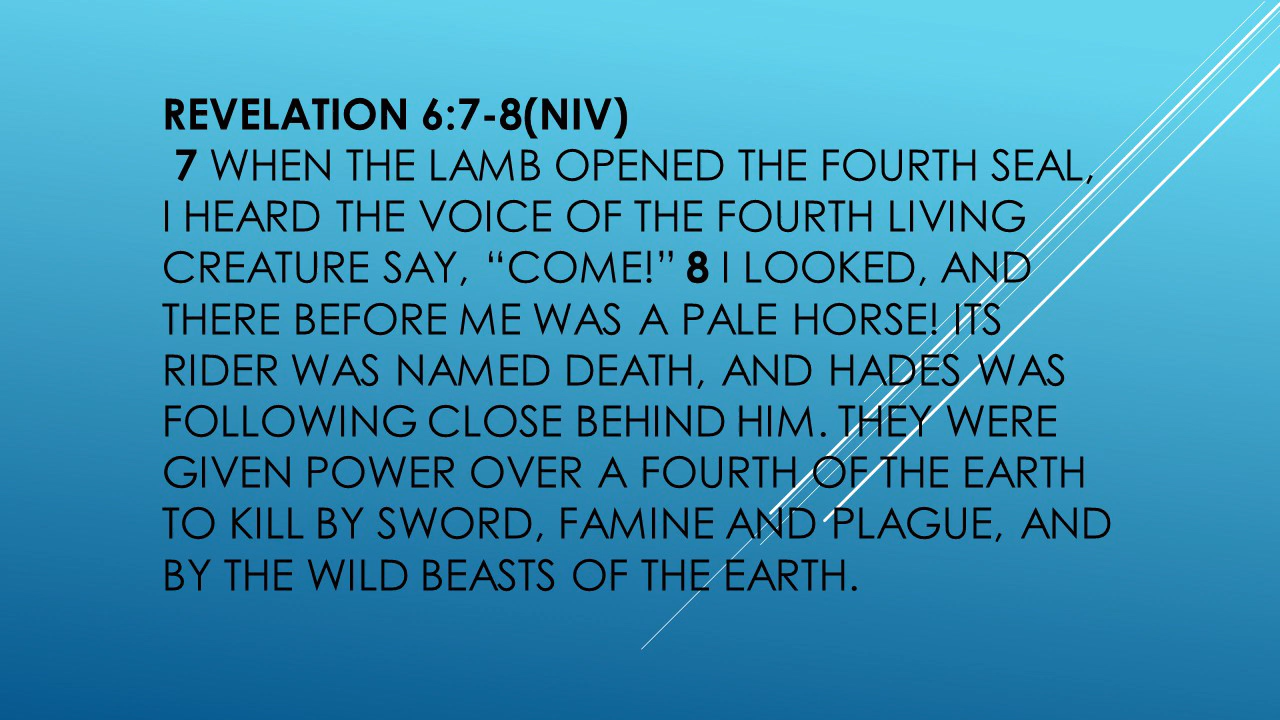 REVELATION 6:7-8(NIV)
7 WHEN THE LAMB OPENED THE FOURTH SEAL,
I HEARD THE VOICE OF THE FOURTH LIVING
CREATURE SAY, “COME!” 8 I LOOKED, AND
THERE BEFORE ME WAS A PALE HORSE! ITS
RIDER WAS NAMED DEATH, AND HADES WAS
FOLLOWING CLOSE BEHIND HIM. THEY WERE
GIVEN POWER OVER A FOURTH OF THE EARTH
TO KILL BY SWORD, FAMINE AND PLAGUE, AND
BY THE WILD BEASTS OF THE EARTH.